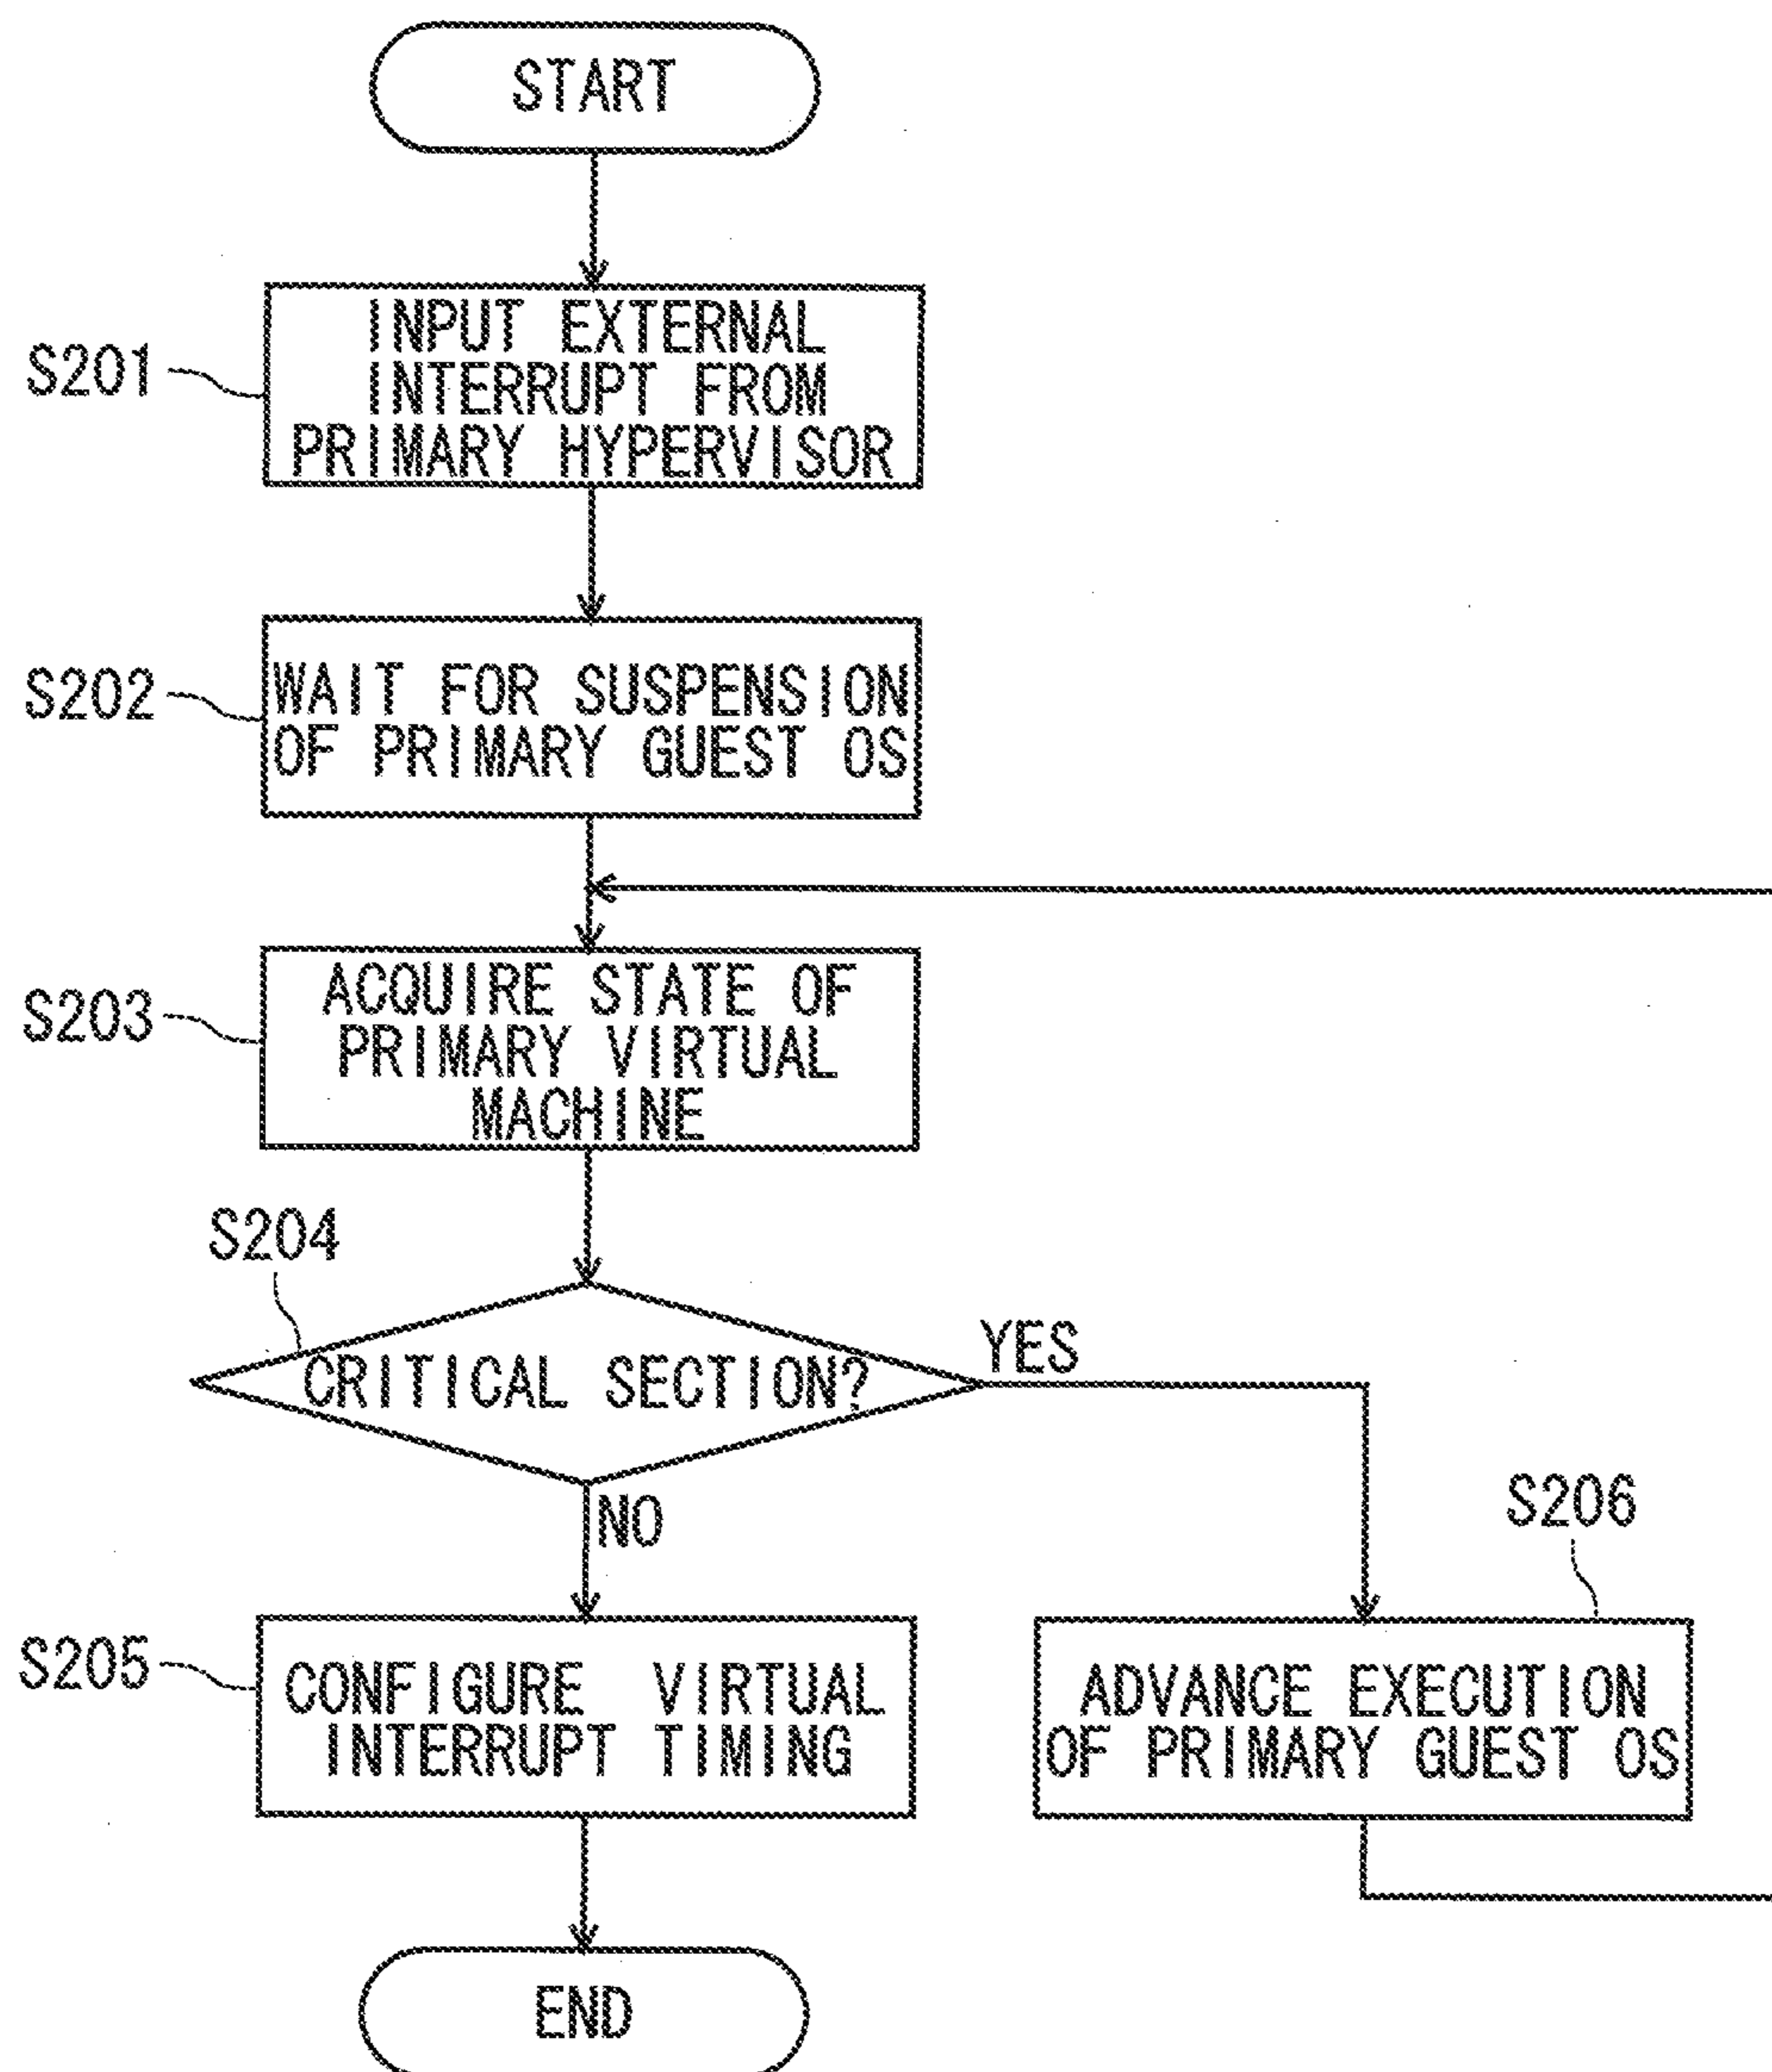 START
S201
INPUT EXTERNAL
INTERRUPT FROM
PRIMARY HYPERVISOR
S202
WAIT FOR SUSPENSION
OF PRIMARY GUEST OS
S203
ACQUIRE STATE OF
PRIMARY VIRTUAL
MACHINE
S204
CRITICAL SECTION?
YES
NO
S205
CONFIGURE VIRTUAL
INTERRUPT TIMING
S206
ADVANCE EXECUTION
OF PRIMARY GUEST OS
END